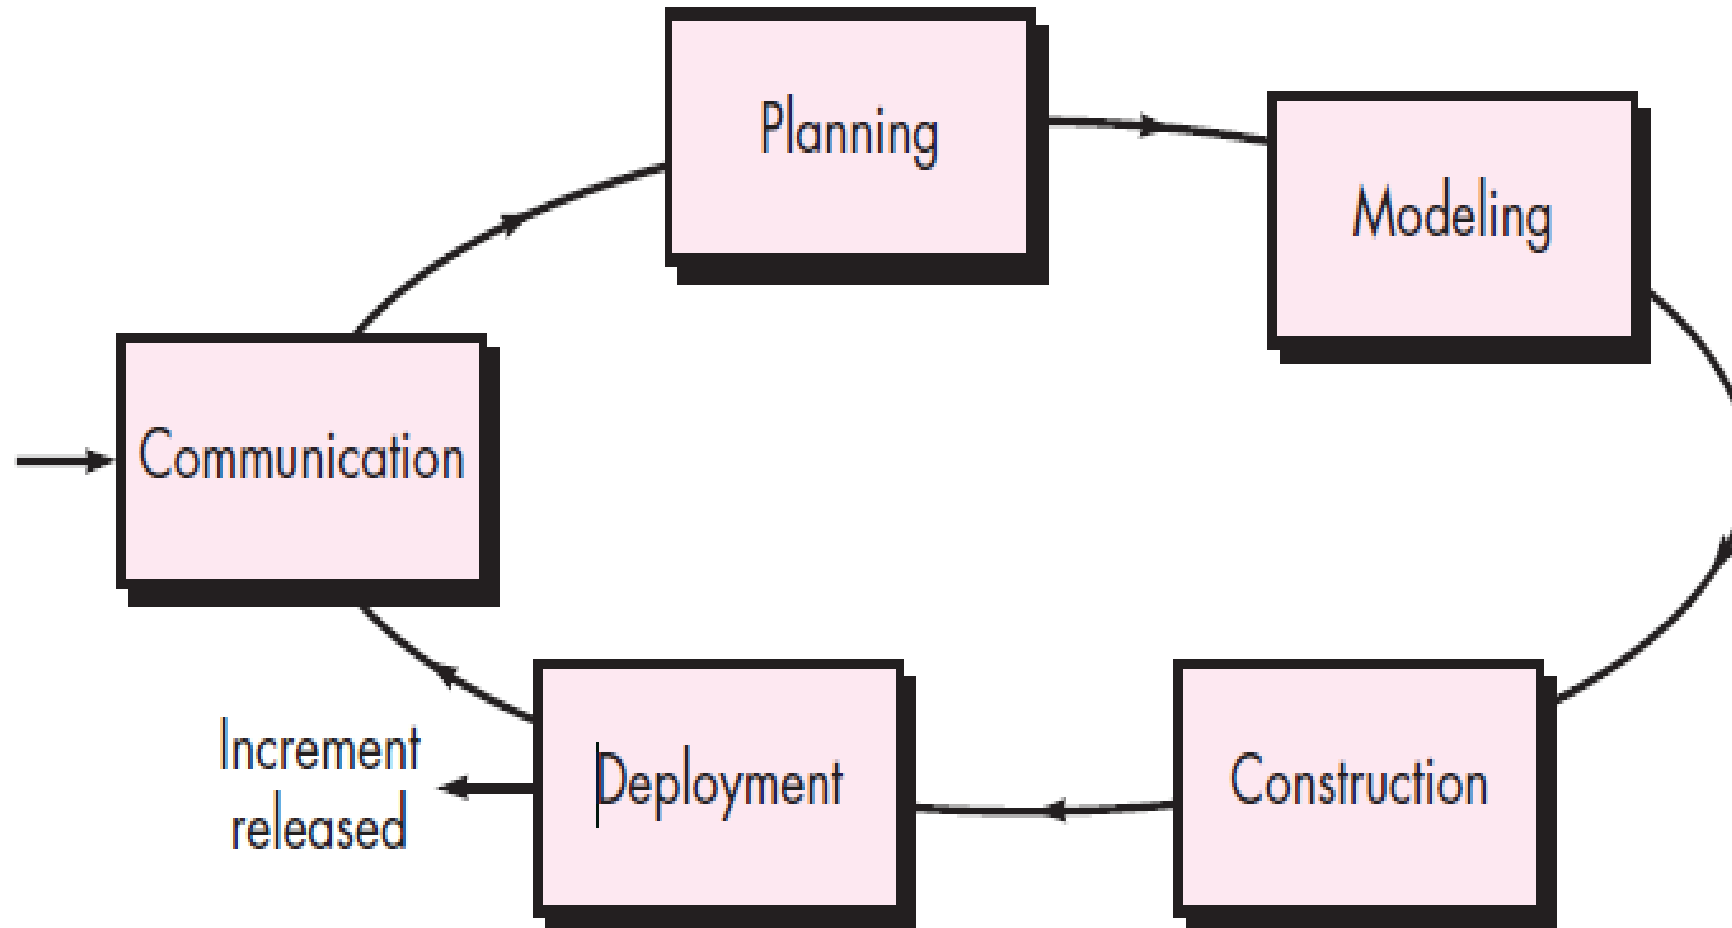 Planning
Modeling
Communication
Increment
released
Deployment
Construction